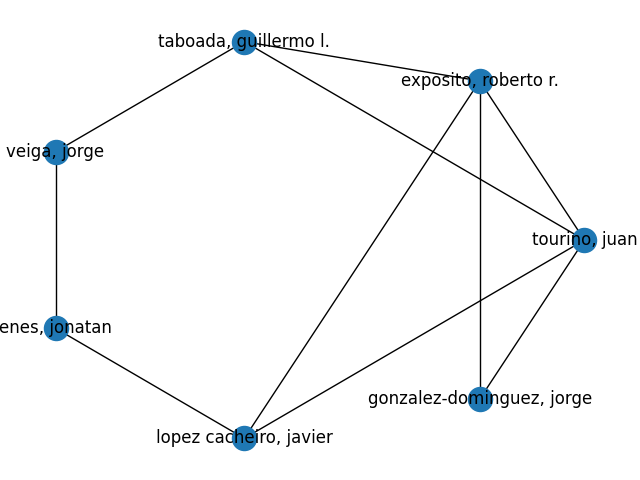 taboada, guillermo l.
exposito, roberto r.
veiga, jorge
tourino, juan
enes, jonatan
gonzalez-dominguez, jorge
lopez cacheiro, javier